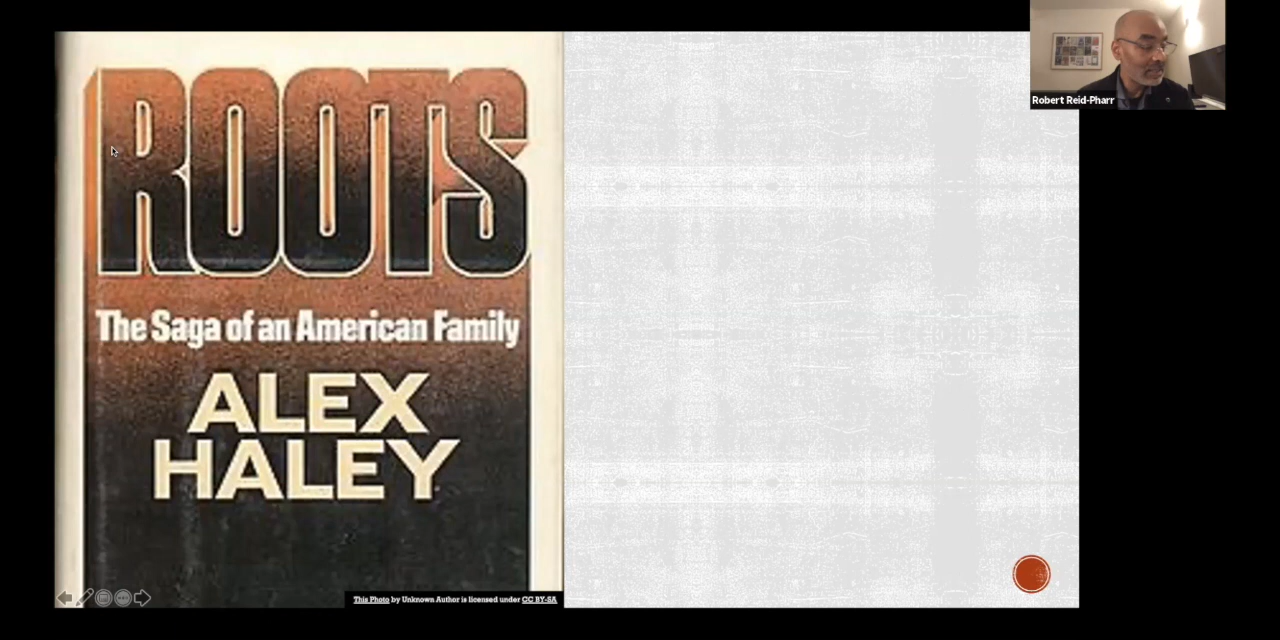 ROOTS
The Saga of an American Family
ALEX
HALEY
This Photo by Unknown Author is licensed under CC BY-SA
Robert Reid-Pharr